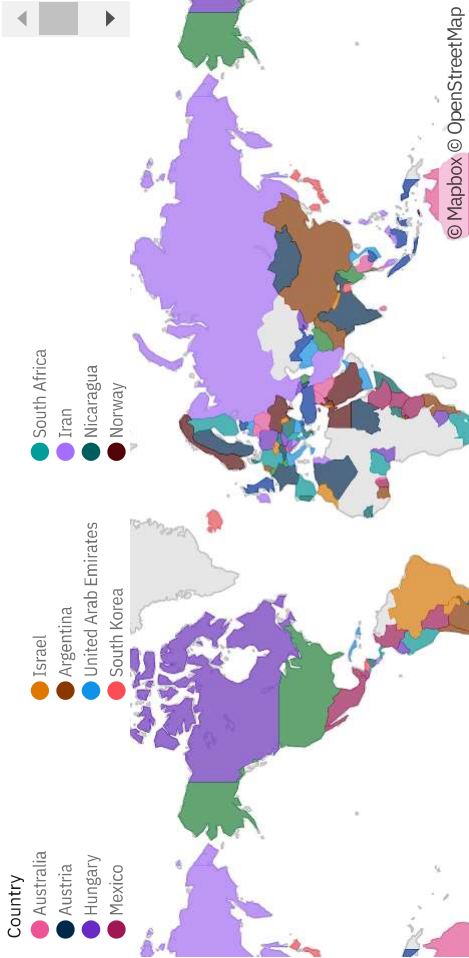 Country
Australia
Israel
South Africa
Austria
Argentina
Iran
Hungary
United Arab Emirates
Nicaragua
Mexico
South Korea
Norway
© Mapbox © OpenStreetMap